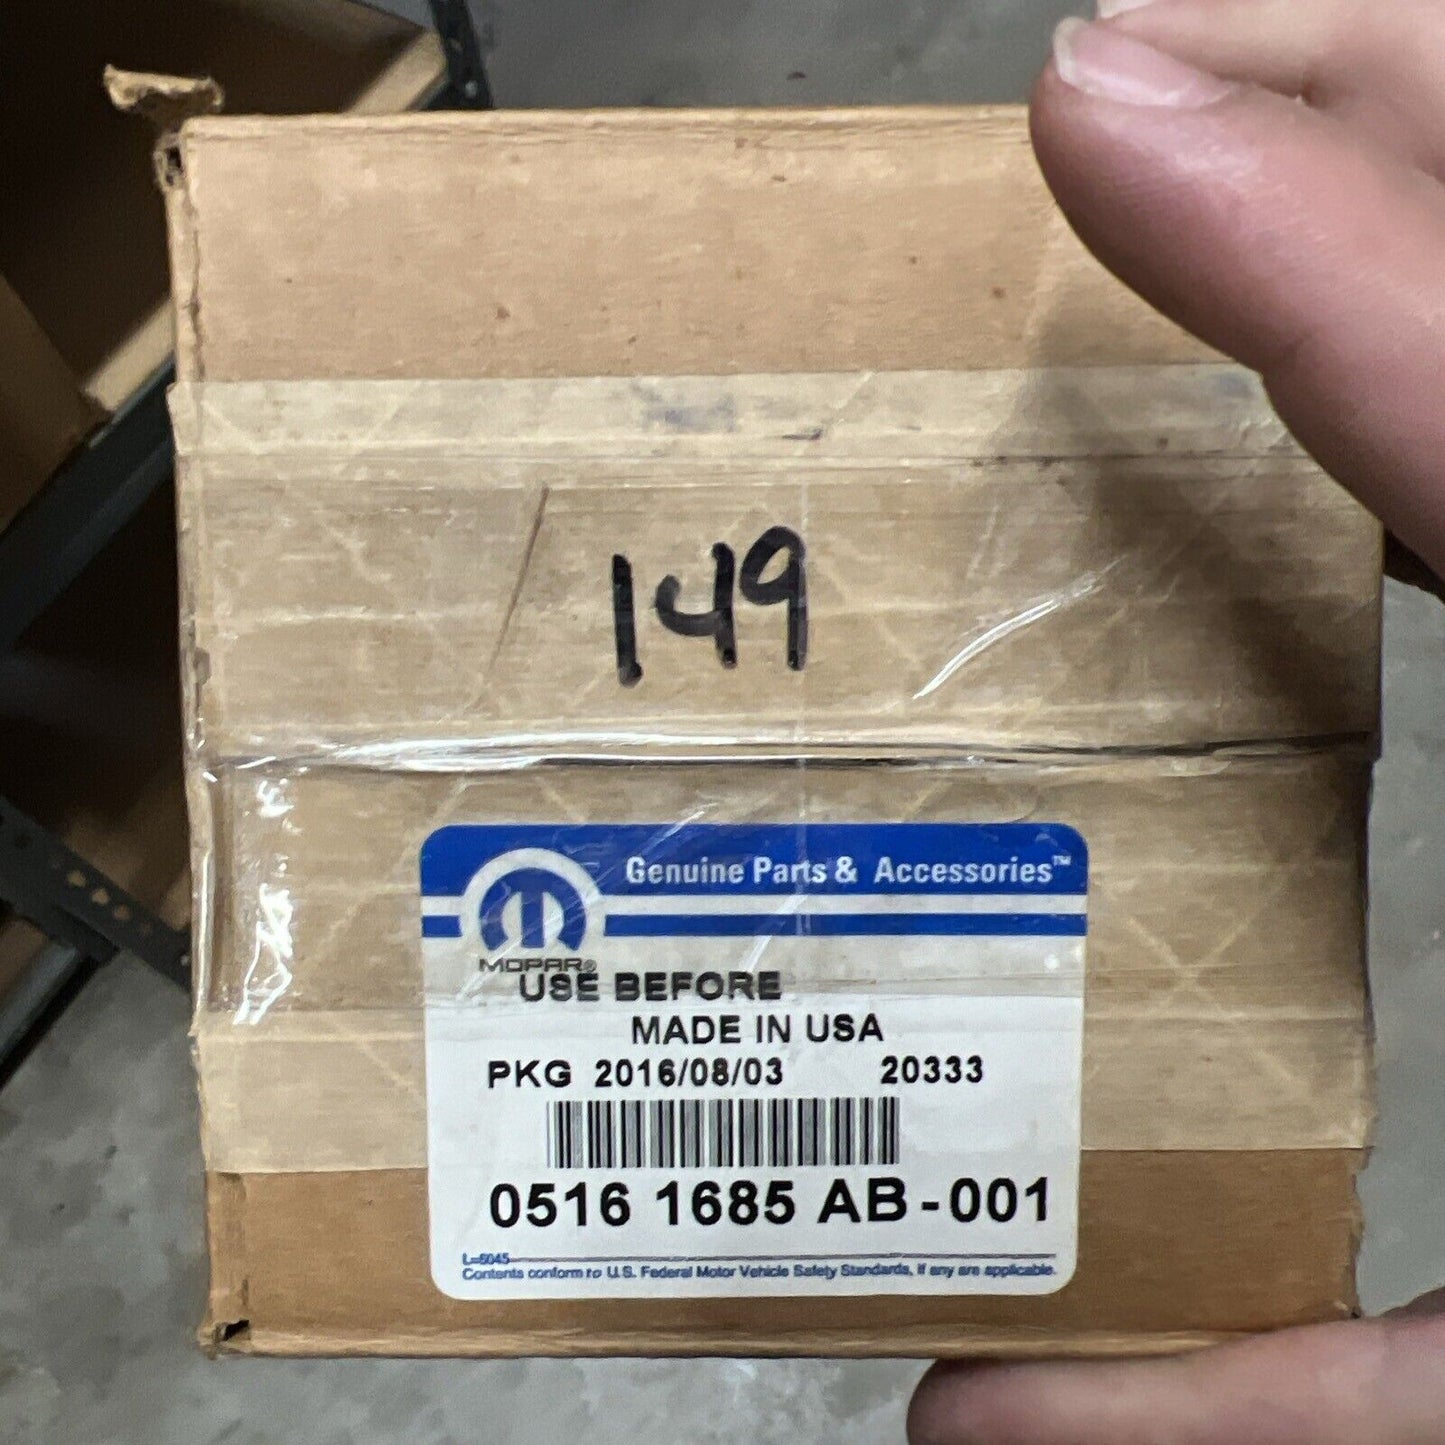 149
Genuine Parts & Accessories™
MOPAR®
USE BEFORE
MADE IN USA
PKG 2016/08/03 20333
0516 1685 AB-001
L=6045
Contents conform to U.S. Federal Motor Vehicle Safety Standards, if any are applicable.